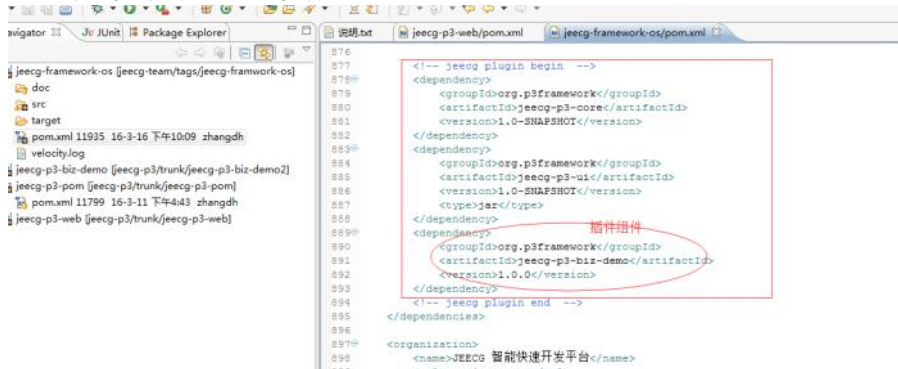 avigator
JUnit
Package Explorer
jeecg-framework-os [jeecg-team/tags/jeecg-framwork-os]
doc
src
target
pom.xml 11935 16-3-16 下午10:09 zhangdh
velocity.log
jeecg-p3-biz-demo [jeecg-p3/trunk/jeecg-p3-biz-demo2]
jeecg-p3-pom [jeecg-p3/trunk/jeecg-p3-pom]
pom.xml 11799 16-3-11 下午4:43 zhangdh
jeecg-p3-web [jeecg-p3/trunk/jeecg-p3-web]
说明.txt
jeecg-p3-web/pom.xml
jeecg-framework-os/pom.xml
876
877 <!-- jeecg plugin begin -->
878 <dependency>
879 <groupId>org.p3framework</groupId>
880 <artifactId>jeecg-p3-core</artifactId>
881 <version>1.0-SNAPSHOT</version>
882 </dependency>
883 <dependency>
884 <groupId>org.p3framework</groupId>
885 <artifactId>jeecg-p3-ui</artifactId>
886 <version>1.0-SNAPSHOT</version>
887 <type>jar</type>
888 </dependency>
插件组件
889 <dependency>
890 <groupId>org.p3framework</groupId>
891 <artifactId>jeecg-p3-biz-demo</artifactId>
892 <version>1.0.0</version>
893 </dependency>
894 <!-- jeecg plugin end -->
895 </dependencies>
896
897 <organization>
898 <name>JEECG 智能快速开发平台</name>